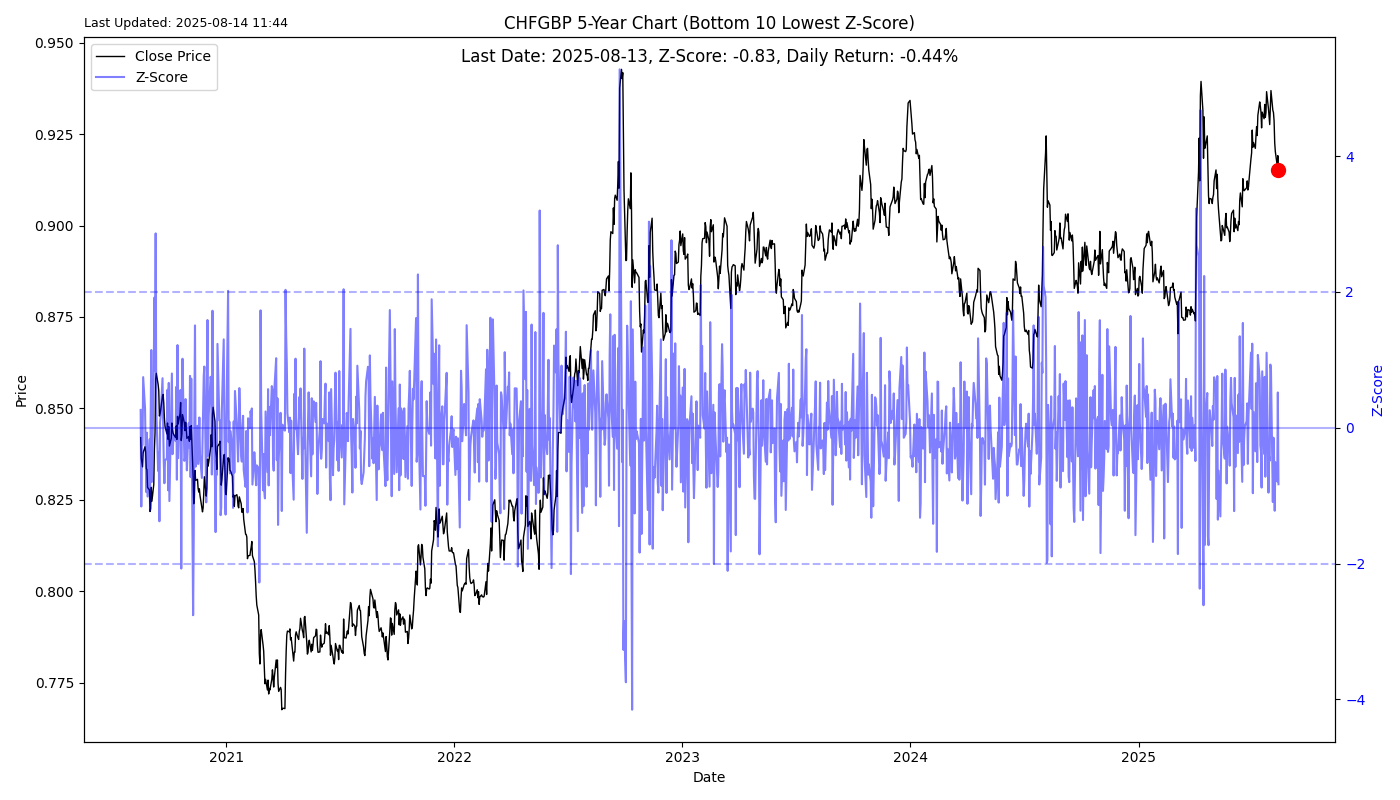 Last Updated: 2025-08-14 11:44
CHFGBP 5-Year Chart (Bottom 10 Lowest Z-Score)
Last Date: 2025-08-13, Z-Score: -0.83, Daily Return: -0.44%
Close Price
Z-Score
0.950
0.925
0.900
0.875
0.850
0.825
0.800
0.775
Price
4
2
0
−2
−4
Z-Score
2021
2022
2023
2024
2025
Date